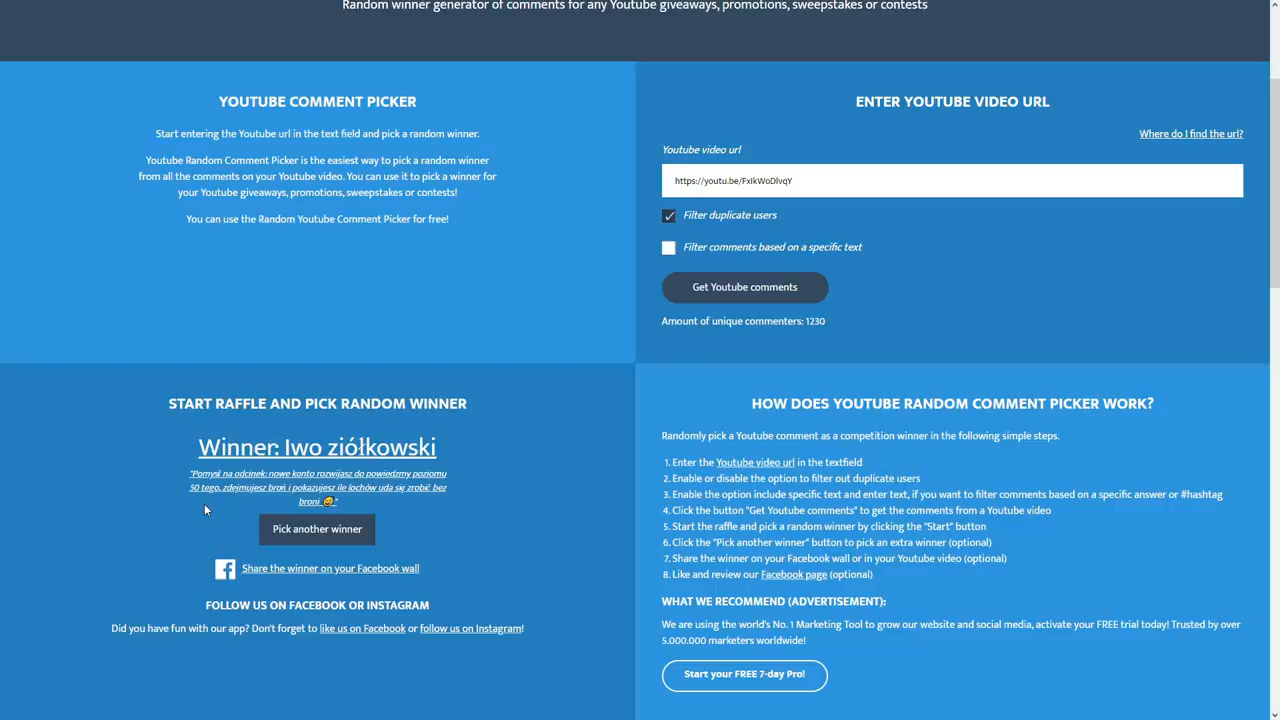 Random winner generator of comments for any Youtube giveaways, promotions, sweepstakes or contests
YOUTUBE COMMENT PICKER
Start entering the Youtube url in the text field and pick a random winner.
Youtube Random Comment Picker is the easiest way to pick a random winner
from all the comments on your Youtube video. You can use it to pick a winner for
your Youtube giveaways, promotions, sweepstakes or contests!
You can use the Random Youtube Comment Picker for free!
ENTER YOUTUBE VIDEO URL
Where do I find the url?
Youtube video url
https://youtu.be/FxIkWoDlvqY
Filter duplicate users
Filter comments based on a specific text
Get Youtube comments
Amount of unique commenters: 1230
START RAFFLE AND PICK RANDOM WINNER
Winner: Iwo ziółkowski
"Pomysł na odcinek: nowe konto rozwijasz do powiedzmy poziomu
50 tego, zdejmujesz broń i pokazujesz ile lochów uda się zrobić bez
broni 😅"
Pick another winner
Share the winner on your Facebook wall
FOLLOW US ON FACEBOOK OR INSTAGRAM
Did you have fun with our app? Don't forget to like us on Facebook or follow us on Instagram!
HOW DOES YOUTUBE RANDOM COMMENT PICKER WORK?
Randomly pick a Youtube comment as a competition winner in the following simple steps.
1. Enter the Youtube video url in the textfield
2. Enable or disable the option to filter out duplicate users
3. Enable the option include specific text and enter text, if you want to filter comments based on a specific answer or #hashtag
4. Click the button "Get Youtube comments" to get the comments from a Youtube video
5. Start the raffle and pick a random winner by clicking the "Start" button
6. Click the "Pick another winner" button to pick an extra winner (optional)
7. Share the winner on your Facebook wall or in your Youtube video (optional)
8. Like and review our Facebook page (optional)
WHAT WE RECOMMEND (ADVERTISEMENT):
We are using the world's No. 1 Marketing Tool to grow our website and social media, activate your FREE trial today! Trusted by over
5.000.000 marketers worldwide!
Start your FREE 7-day Pro!